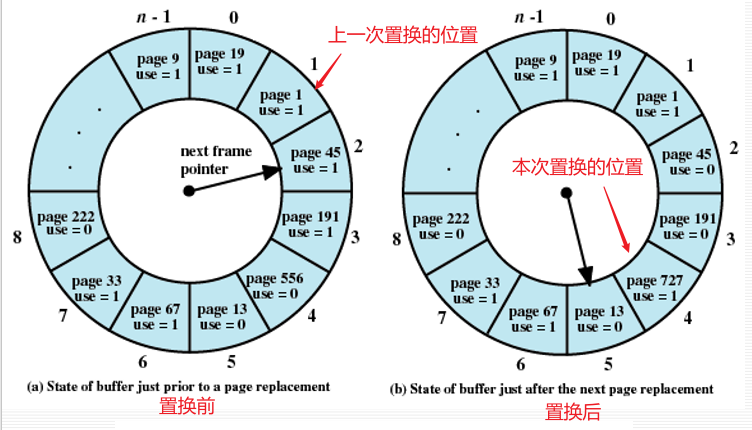 n - 1
0
上一次置换的位置
page 9
use = 1
page 19
use = 1
1
page 1
use = 1
2
next frame
pointer
page 45
use = 1
page 222
use = 0
page 191
use = 1
8
3
page 33
use = 1
page 556
use = 0
page 67
use = 1
page 13
use = 0
7
4
6
5
(a) State of buffer just prior to a page replacement
置换前
n -1
0
page 9
use = 1
page 19
use = 1
1
page 1
use = 1
2
本次置换的位置
page 45
use = 0
page 222
use = 0
page 191
use = 0
8
3
page 33
use = 1
page 727
use = 1
page 67
use = 1
page 13
use = 0
7
4
6
5
(b) State of buffer just after the next page replacement
置换后